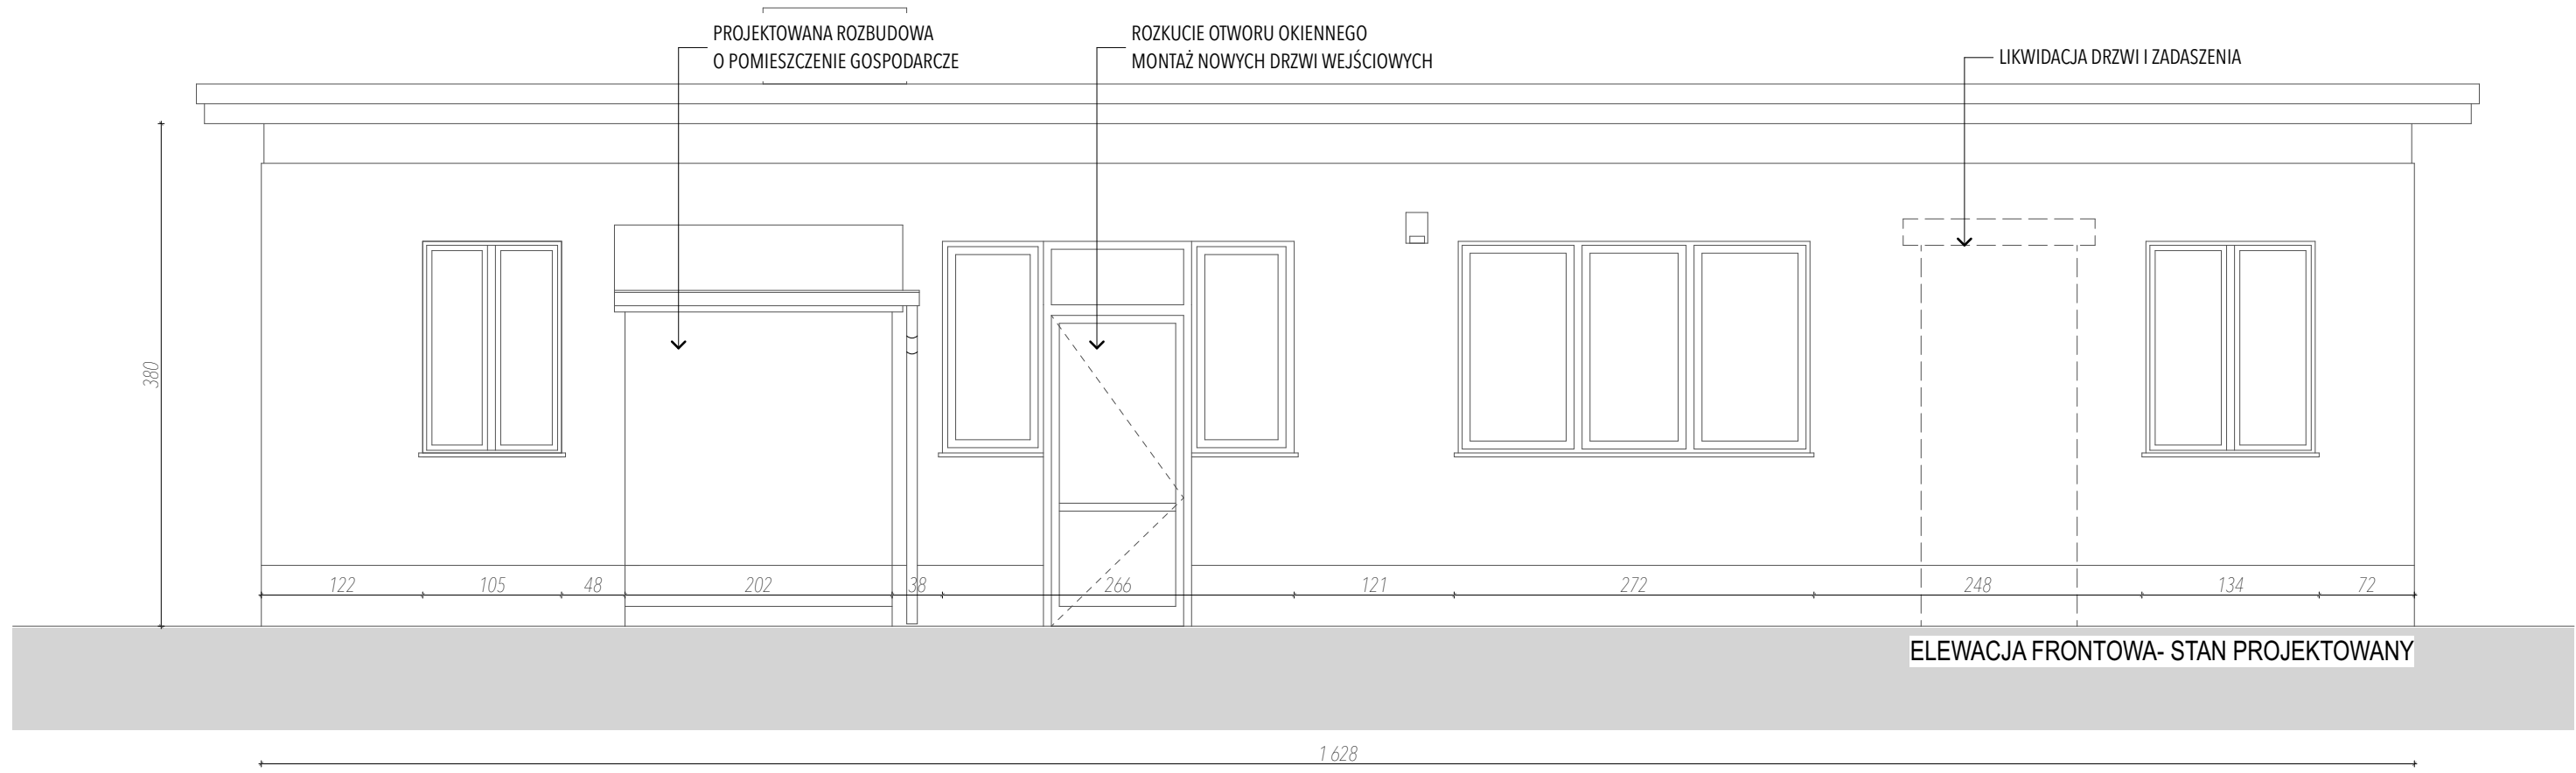 PROJEKTOWANA ROZBUDOWA
O POMIESZCZENIE GOSPODARCZE
ROZKUCIE OTWORU OKIENNEGO
MONTAŻ NOWYCH DRZWI WEJŚCIOWYCH
LIKWIDACJA DRZWI I ZADASZENIA
380
122 105 48 202 38 266 121 272 248 134 72
ELEWACJA FRONTOWA- STAN PROJEKTOWANY
1 628